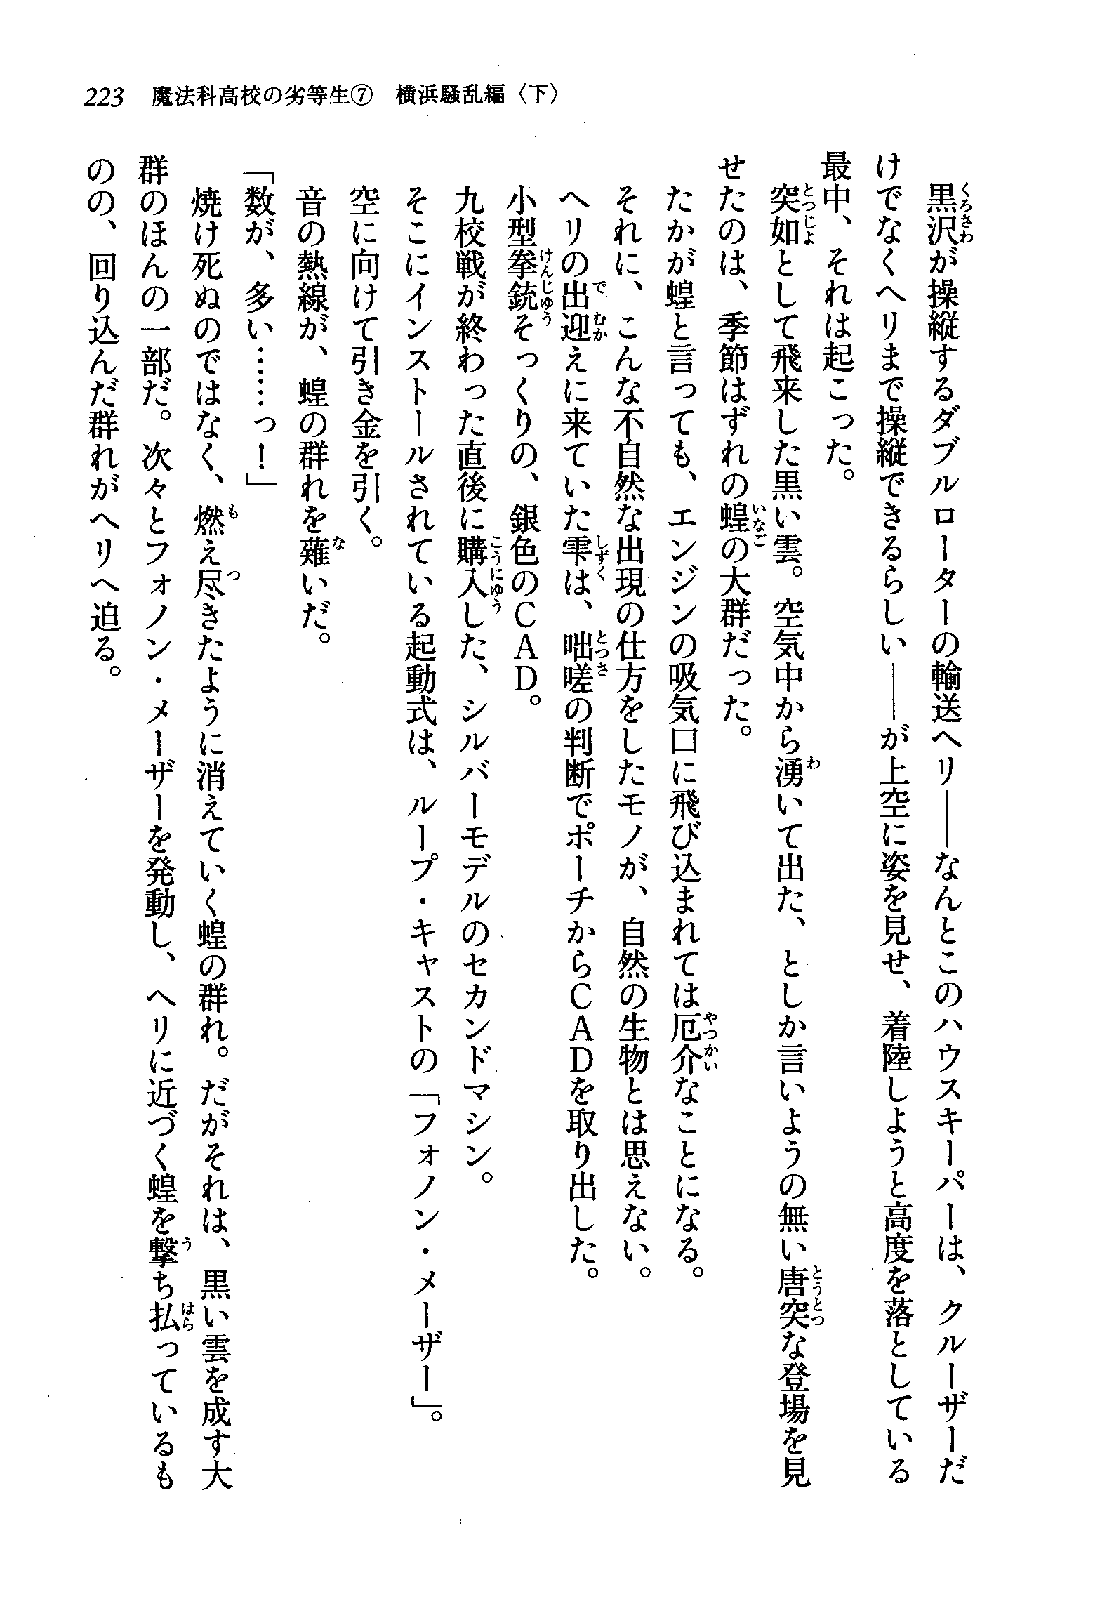 223 魔法科高校の劣等生⑦ 横浜騒乱編〈下〉
黒沢が操縦するダブルローターの輸送ヘリ――なんとこのハウスキーパーは、クルーザーだ
けでなくヘリまで操縦できるらしい――が上空に姿を見せ、着陸しようと高度を落としている
最中、それは起こった。
突如として飛来した黒い雲。空気中から湧いて出た、としか言いようの無い唐突な登場を見
せたのは、季節はずれの蝗の大群だった。
たかが蝗と言っても、エンジンの吸気口に飛び込まれては厄介なことになる。
それに、こんな不自然な出現の仕方をしたモノが、自然の生物とは思えない。
ヘリの出迎えに来ていた雫は、咄嗟の判断でポーチからCADを取り出した。
小型拳銃そっくりの、銀色のCAD。
九校戦が終わった直後に購入した、シルバーモデルのセカンドマシン。
そこにインストールされている起動式は、ループ・キャストの「フォノン・メーザー」。
空に向けて引き金を引く。
音の熱線が、蝗の群れを薙いだ。
「数が、多い……っ！」
焼け死ぬのではなく、燃え尽きたように消えていく蝗の群れ。だがそれは、黒い雲を成す大
群のほんの一部だ。次々とフォノン・メーザーを発動し、ヘリに近づく蝗を撃ち払っているも
のの、回り込んだ群れがヘリへ迫る。